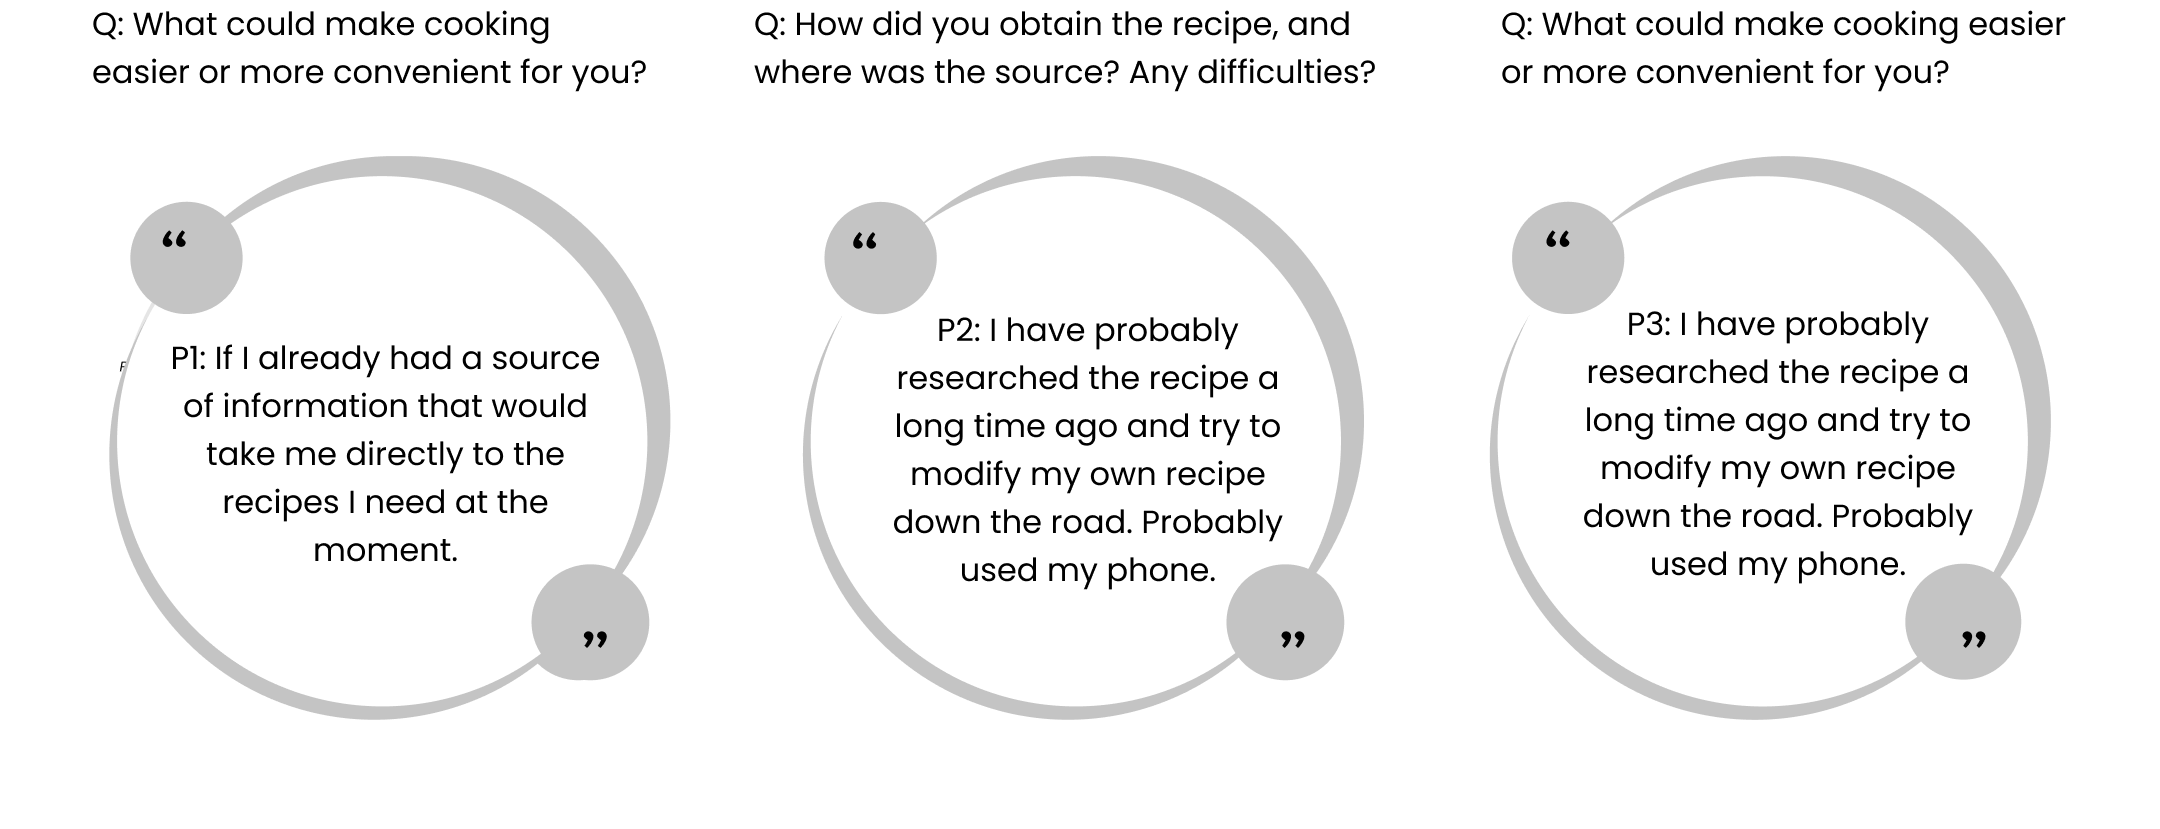 Q: What could make cooking
easier or more convenient for you?
“
P1: If I already had a source
of information that would
take me directly to the
recipes I need at the
moment.
”
Q: How did you obtain the recipe, and
where was the source? Any difficulties?
“
P2: I have probably
researched the recipe a
long time ago and try to
modify my own recipe
down the road. Probably
used my phone.
”
Q: What could make cooking easier
or more convenient for you?
“
P3: I have probably
researched the recipe a
long time ago and try to
modify my own recipe
down the road. Probably
used my phone.
”